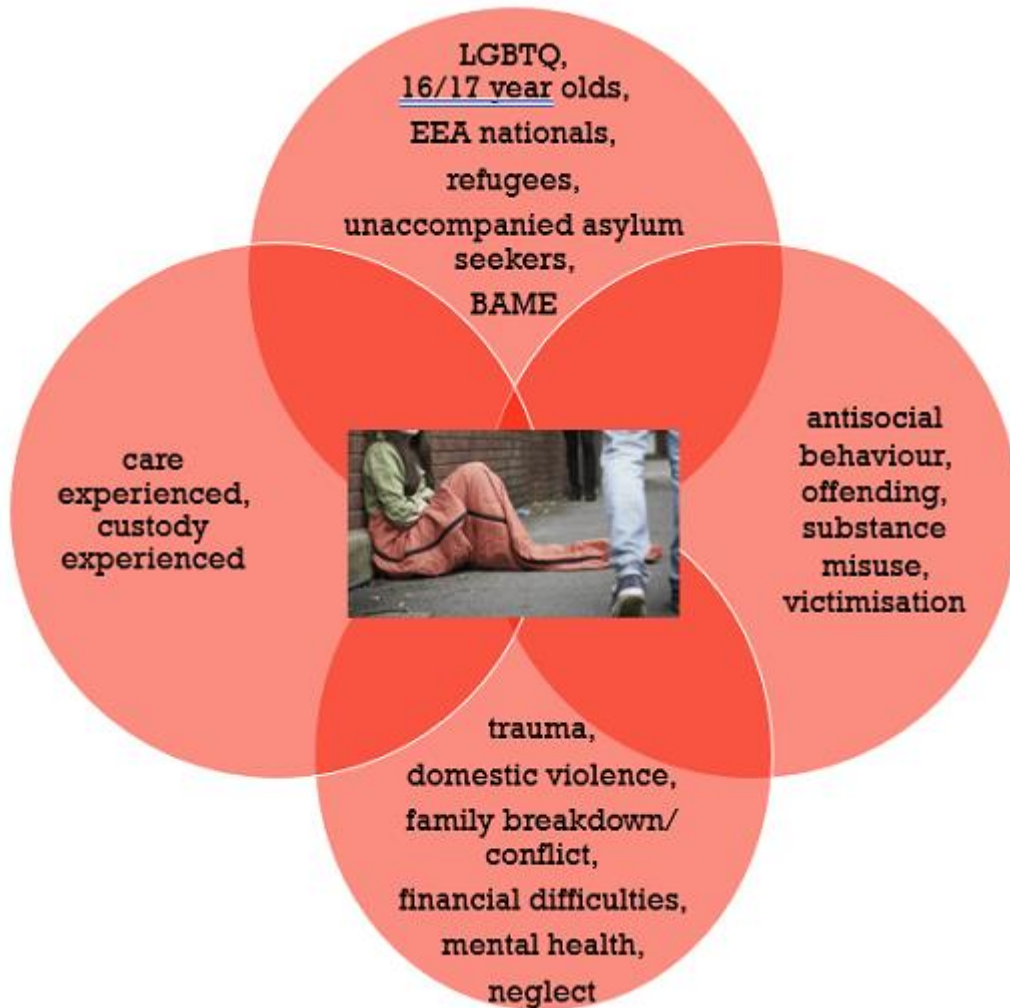 LGBTQ,
16/17 year olds,
EEA nationals,
refugees,
unaccompanied asylum
seekers,
BAME
care
experienced,
custody
experienced
antisocial
behaviour,
offending,
substance
misuse,
victimisation
trauma,
domestic violence,
family breakdown/
conflict,
financial difficulties,
mental health,
neglect